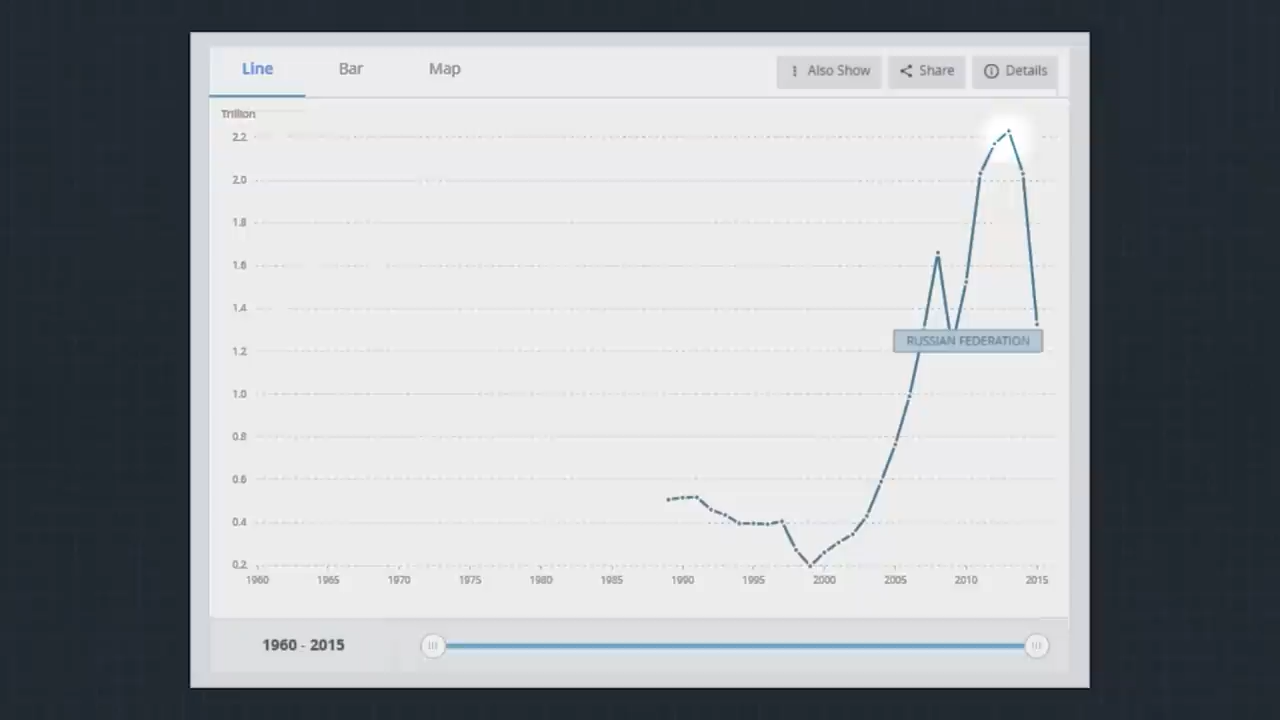 Line Bar Map Also Show Share Details
Trillion
2.2
2.0
1.8
1.6
1.4
1.2
RUSSIAN FEDERATION
1.0
0.8
0.6
0.4
0.2
1960 1965 1970 1975 1980 1985 1990 1995 2000 2005 2010 2015
1960 - 2015